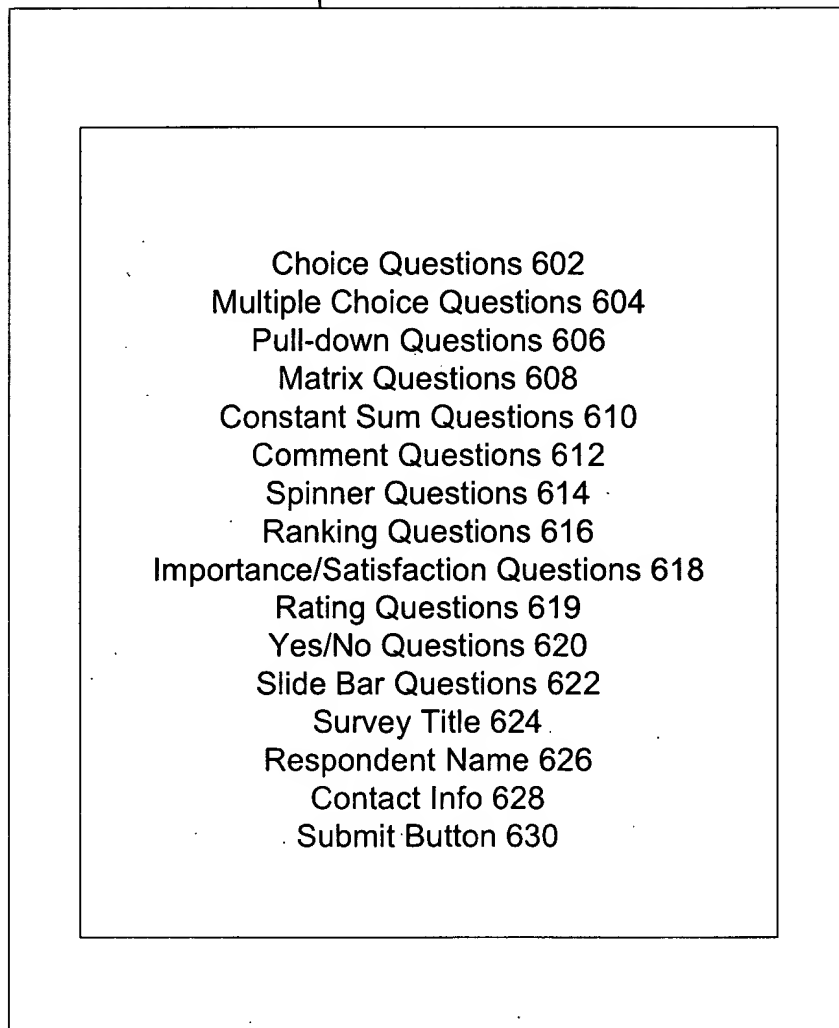 Choice Questions 602
Multiple Choice Questions 604
Pull-down Questions 606
Matrix Questions 608
Constant Sum Questions 610
Comment Questions 612
Spinner Questions 614
Ranking Questions 616
Importance/Satisfaction Questions 618
Rating Questions 619
Yes/No Questions 620
Slide Bar Questions 622
Survey Title 624
Respondent Name 626
Contact Info 628
Submit Button 630